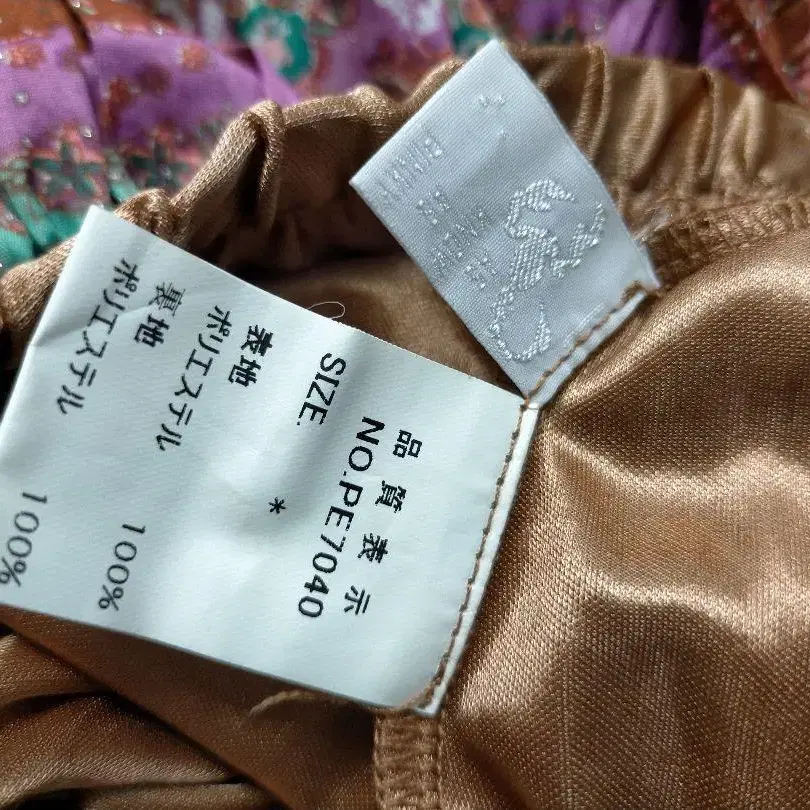 品質表示
NO.PE7040
SIZE. *
表地
ポリエステル 100%
裏地
ポリエステル 100%